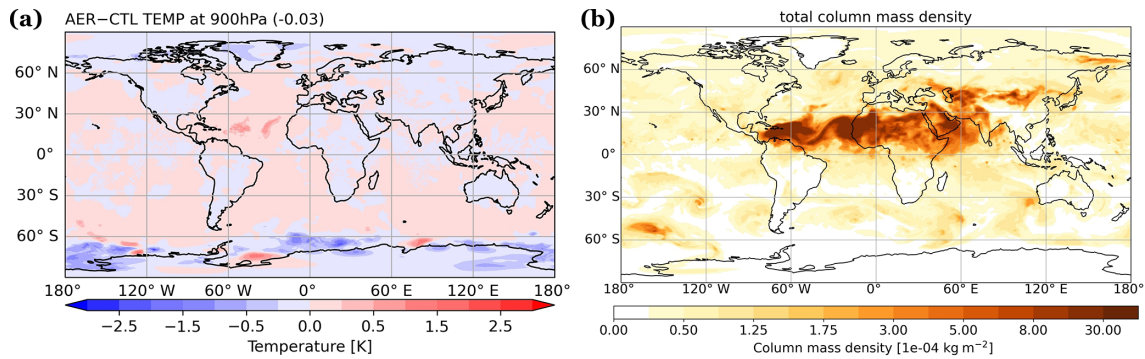 (a) AER−CTL TEMP at 900hPa (-0.03)
60° N
30° N
0°
30° S
60° S
180° 120°W 60°W 0° 60°E 120°E 180°
−2.5 −1.5 −0.5 0.0 0.5 1.5 2.5
Temperature [K]
(b) total column mass density
60°N
30°N
0°
30°S
60°S
180° 120°W 60°W 0° 60°E 120°E 180°
0.00 0.50 1.25 1.75 3.00 5.00 8.00 30.00
Column mass density [1e-04 kg m⁻²]